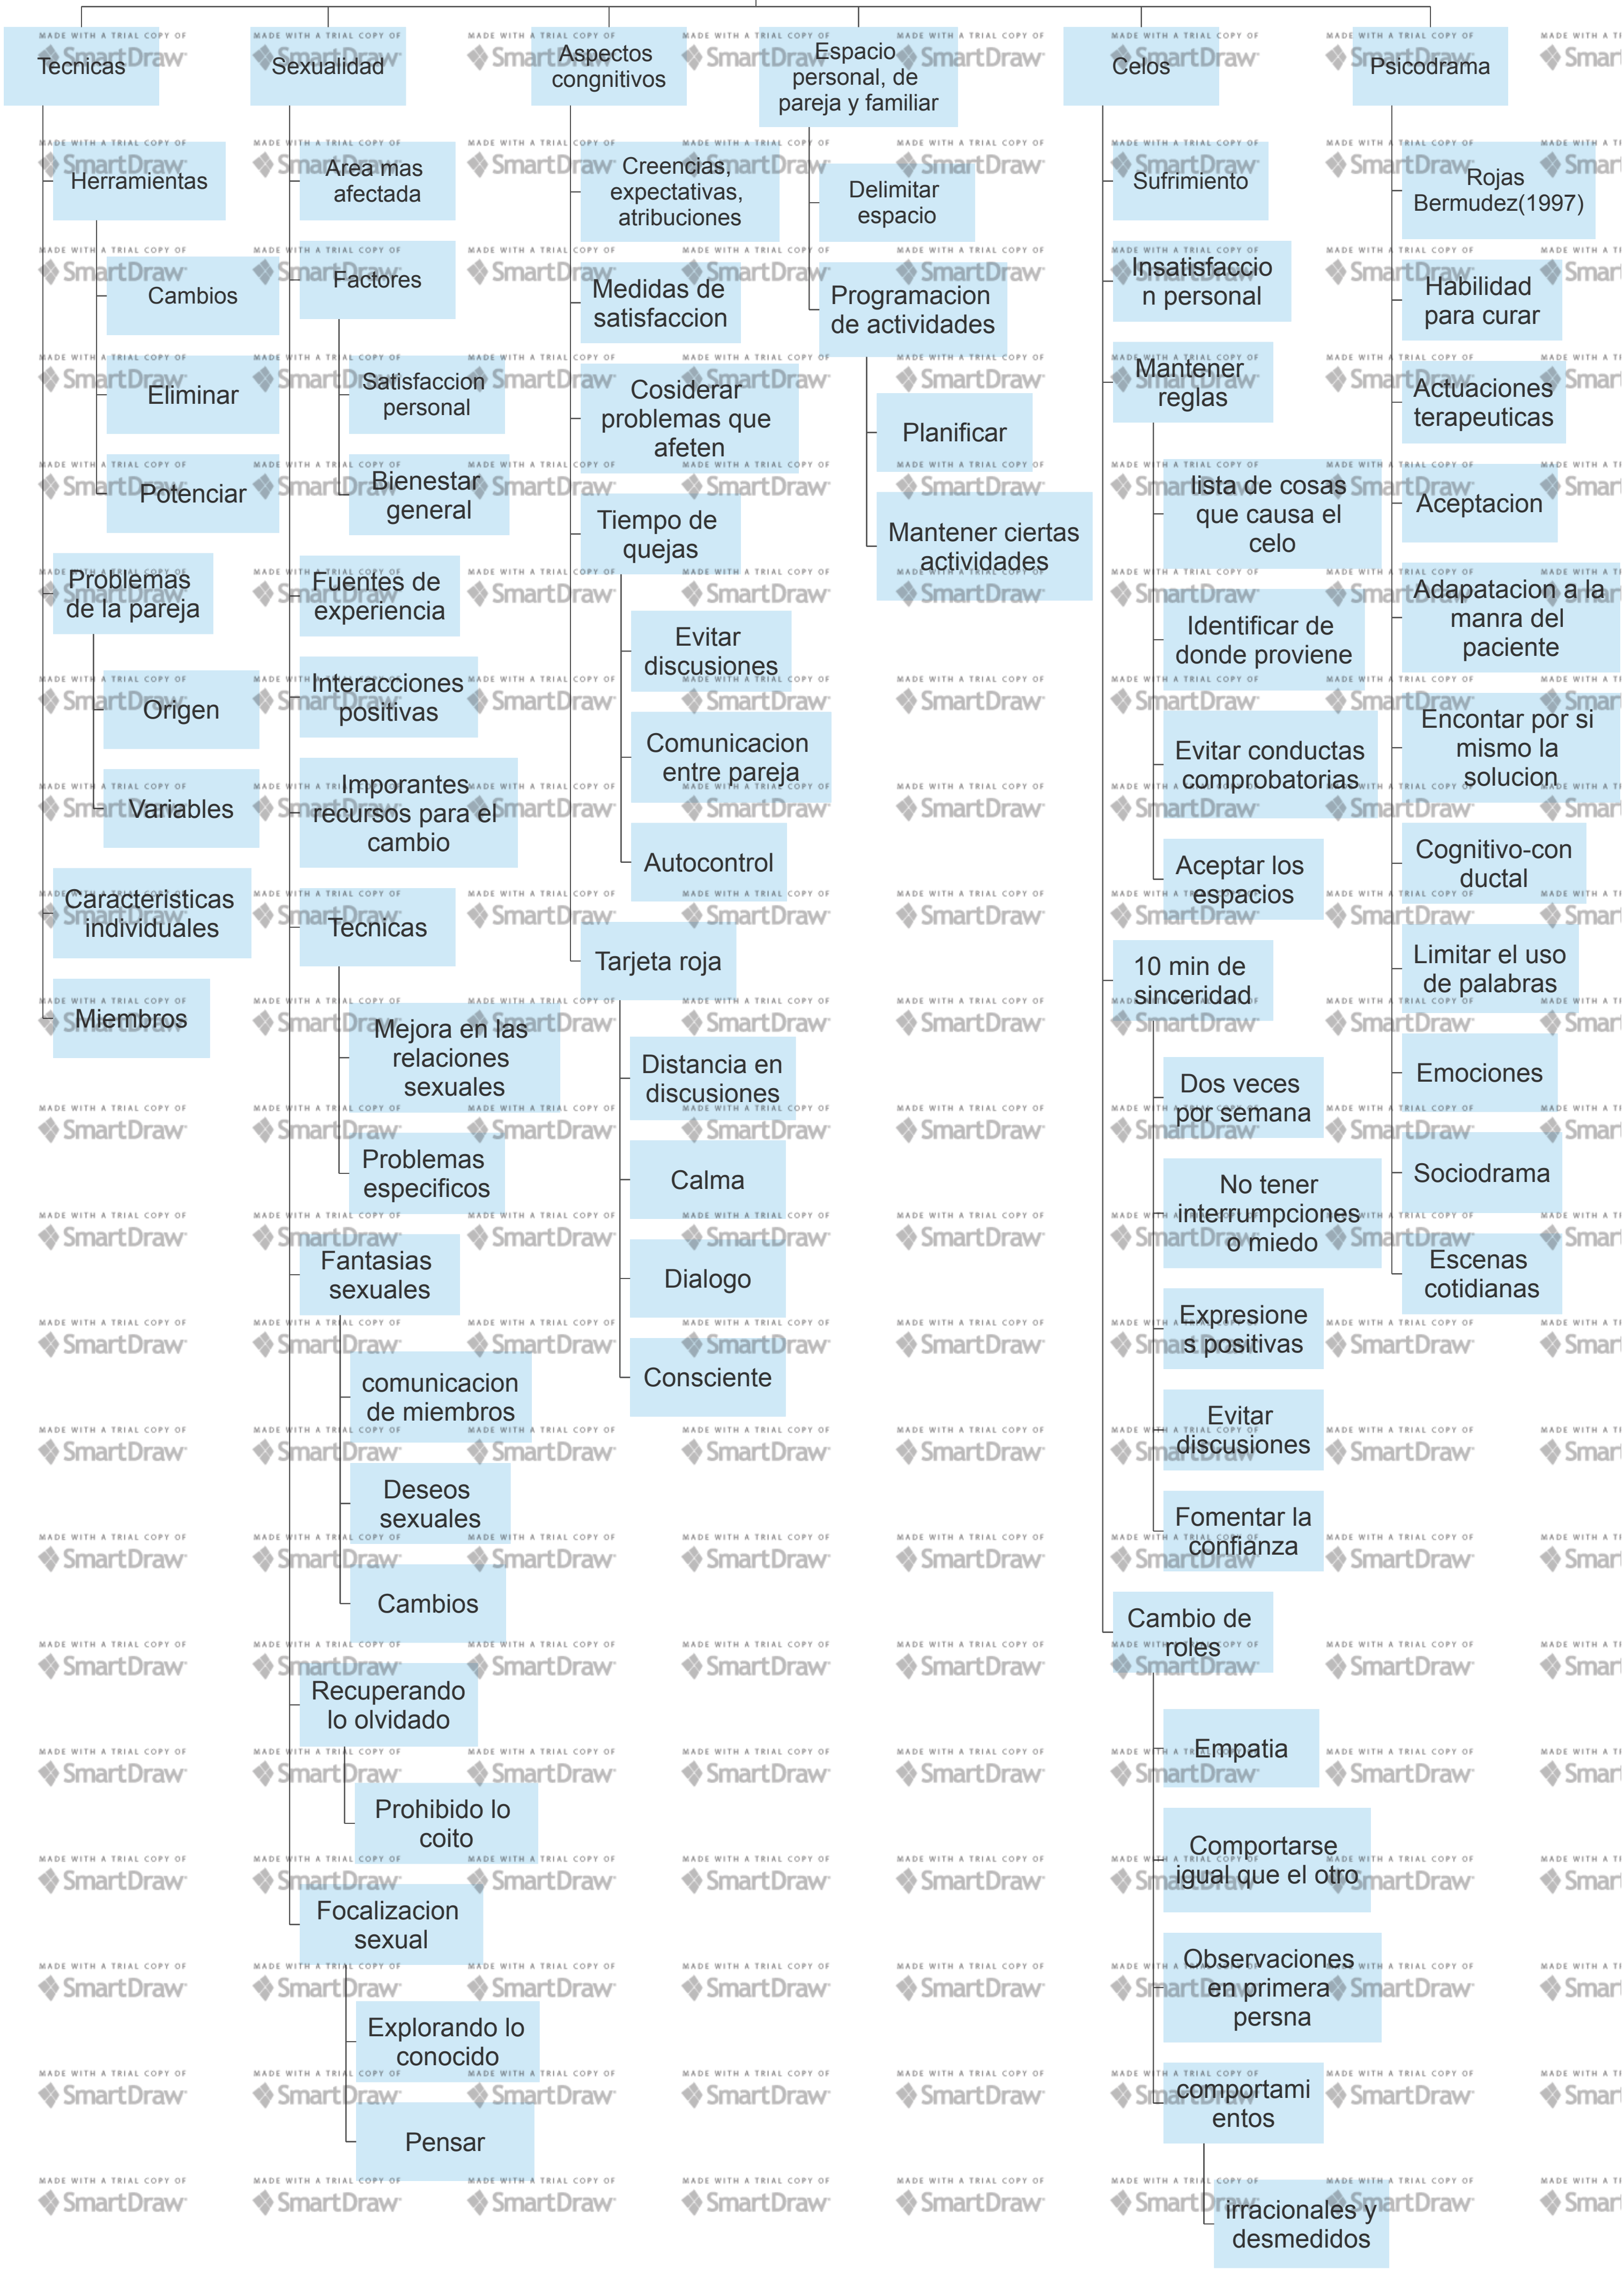 Tecnicas
Herramientas
Cambios
Eliminar
Potenciar
Problemas
de la pareja
Origen
Variables
Caracteristicas
individuales
Miembros
Sexualidad
Area mas
afectada
Factores
Satisfaccion
personal
Bienestar
general
Fuentes de
experiencia
Interacciones
positivas
Imporantes
recursos para el
cambio
Tecnicas
Mejora en las
relaciones
sexuales
Problemas
especificos
Fantasias
sexuales
comunicacion
de miembros
Deseos
sexuales
Cambios
Recuperando
lo olvidado
Prohibido lo
coito
Focalizacion
sexual
Explorando lo
conocido
Pensar
Aspectos
congnitivos
Creencias,
expectativas,
atribuciones
Medidas de
satisfaccion
Cosiderar
problemas que
afeten
Tiempo de
quejas
Evitar
discusiones
Comunicacion
entre pareja
Autocontrol
Tarjeta roja
Distancia en
discusiones
Calma
Dialogo
Consciente
Espacio
personal, de
pareja y familiar
Delimitar
espacio
Programacion
de actividades
Planificar
Mantener ciertas
actividades
Celos
Sufrimiento
Insatisfaccio
n personal
Mantener
reglas
lista de cosas
que causa el
celo
Identificar de
donde proviene
Evitar conductas
comprobatorias
Aceptar los
espacios
10 min de
sinceridad
Dos veces
por semana
No tener
interrumpciones
o miedo
Expresione
s positivas
Evitar
discusiones
Fomentar la
confianza
Cambio de
roles
Empatia
Comportarse
igual que el otro
Observaciones
en primera
persna
comportami
entos
irracionales y
desmedidos
Psicodrama
Rojas
Bermudez(1997)
Habilidad
para curar
Actuaciones
terapeuticas
Aceptacion
Adapatacion a la
manra del
paciente
Encontar por si
mismo la
solucion
Cognitivo-con
ductal
Limitar el uso
de palabras
Emociones
Sociodrama
Escenas
cotidianas
MADE WITH A TRIAL COPY OF
SmartDraw